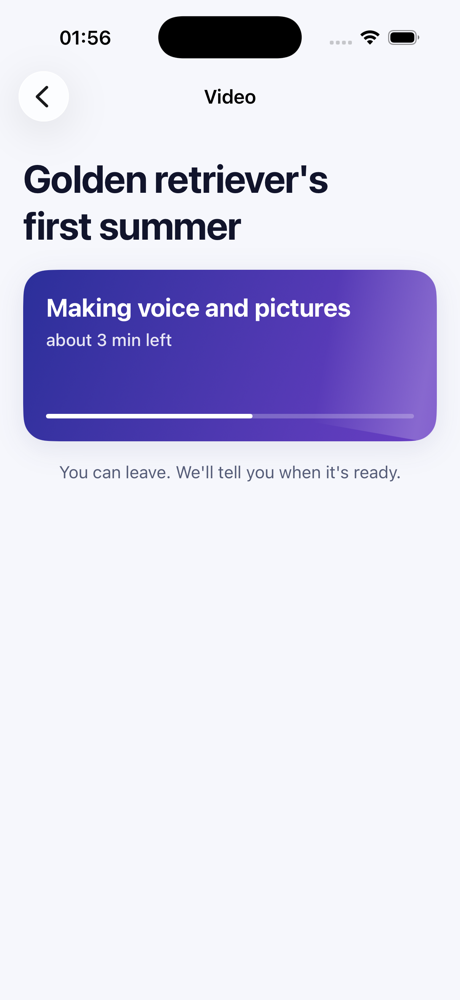 01:56
Video
Golden retriever's
first summer
Making voice and pictures
about 3 min left
You can leave. We'll tell you when it's ready.